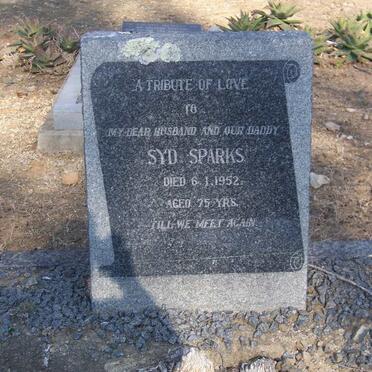 A TRIBUTE OF LOVE
TO
MY DEAR HUSBAND AND OUR DADDY
SYD SPARKS
DIED 6.1.1952.
AGED 75 YRS.
TILL WE MEET AGAIN.